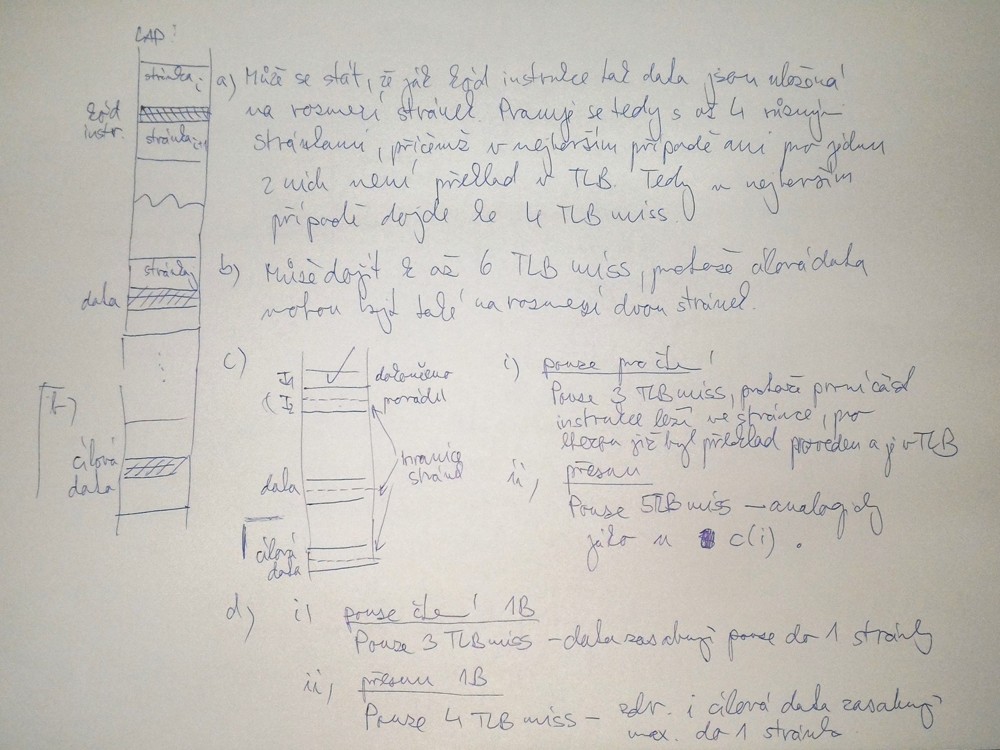 LAP:
stránka i
kód
instr.
stránka i+1
stránka j
data
b)
cílová
data
a) Může se stát, že jak kód instrukce tak data jsou uložena
na rozmezí stránek. Pracuje se tedy s až 4 různými
stránkami, přičemž v nejhorším případě ani pro jednu
z nich není překlad v TLB. Tedy v nejhorším
případě dojde ke 4 TLB miss.
b) Může dojít k až 6 TLB miss, protože cílová data
mohou být také na rozmezí dvou stránek.
c)
I1
I2
dokončeno
provádí
hranice
stránek
data
cílová
data
i) pouze pro čtení
Pouze 3 TLB miss, protože první část
instrukce leží ve stránce, pro
kterou již byl překlad proveden a je v TLB
ii) přesun
Pouze 5 TLB miss – analogicky
jako u c(i).
d) i) pouze čtení 1B
Pouze 3 TLB miss – data zasahují pouze do 1 stránky
ii) přesun 1B
Pouze 4 TLB miss – zdr. i cílová data zasahují
max. do 1 stránky